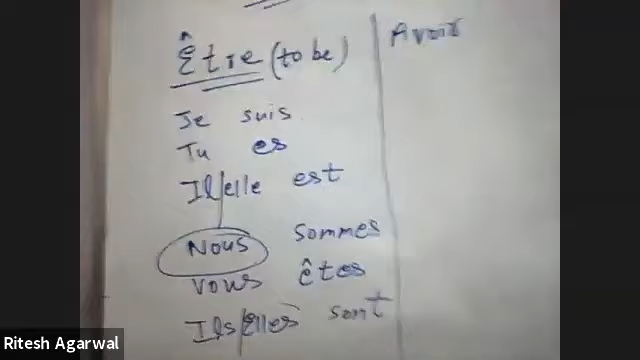 Être (to be)
Je suis
Tu es
Il/elle est
Nous sommes
vous êtes
Ils/elles sont
Avoir
Ritesh Agarwal